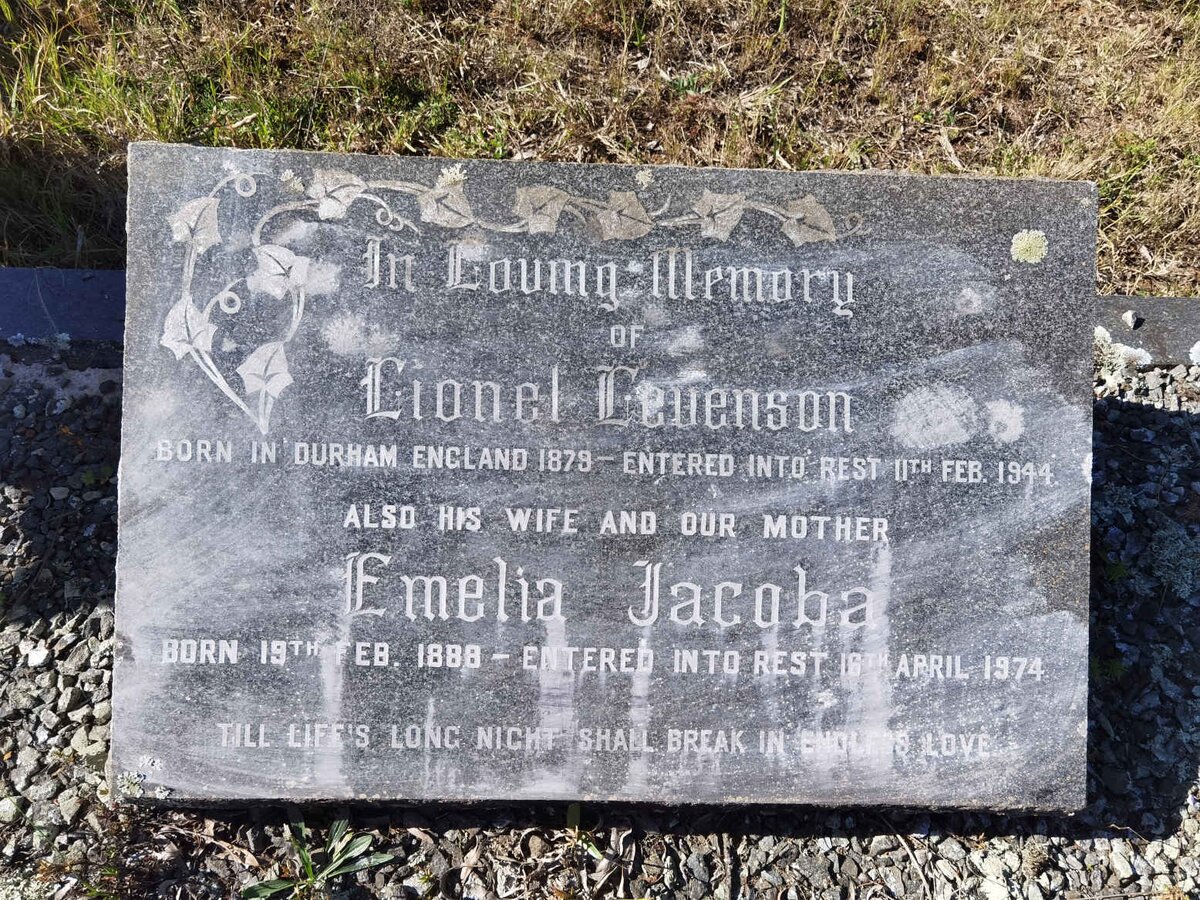 In Loving Memory
OF
Lionel Levenson
BORN IN DURHAM ENGLAND 1879 – ENTERED INTO REST 11TH FEB. 1944.
ALSO HIS WIFE AND OUR MOTHER
Emelia Jacoba
BORN 19TH FEB. 1888 – ENTERED INTO REST 16TH APRIL 1974.
TILL LIFE'S LONG NIGHT SHALL BREAK IN ENDLESS LOVE